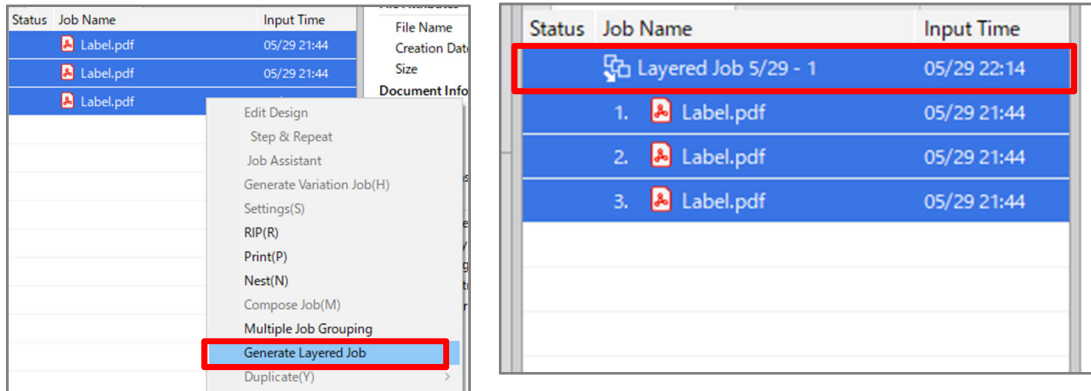 Status Job Name Input Time
Label.pdf 05/29 21:44
Label.pdf 05/29 21:44
Label.pdf
File Name
Creation Date
Size
Document Info
Edit Design
Step & Repeat
Job Assistant
Generate Variation Job(H)
Settings(S)
RIP(R)
Print(P)
Nest(N)
Compose Job(M)
Multiple Job Grouping
Generate Layered Job
Duplicate(Y) >
Status Job Name Input Time
Layered Job 5/29 - 1 05/29 22:14
1. Label.pdf 05/29 21:44
2. Label.pdf 05/29 21:44
3. Label.pdf 05/29 21:44